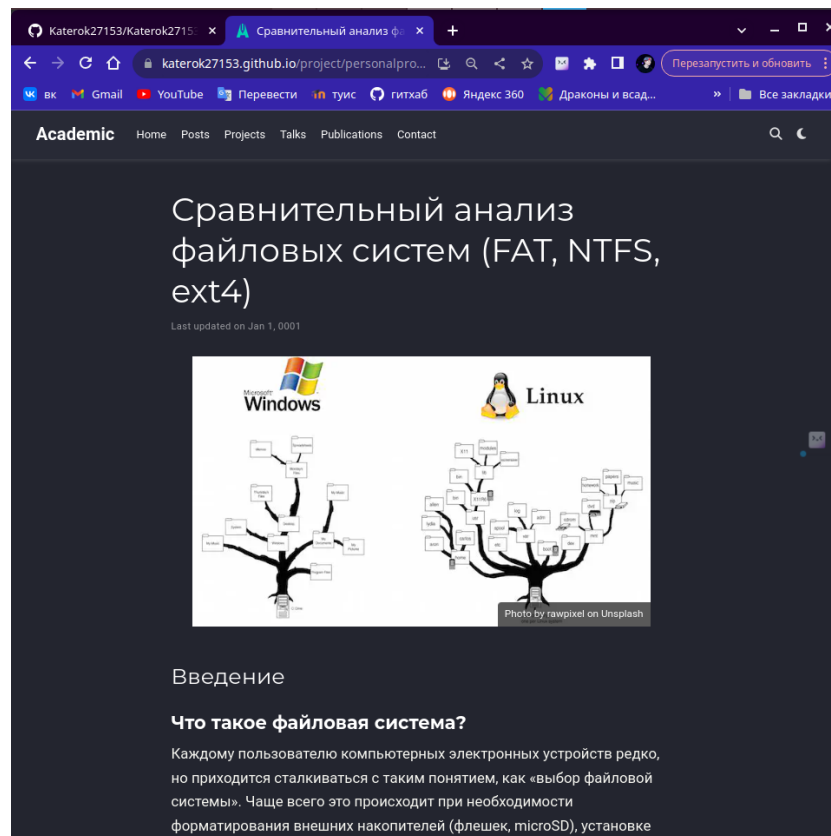 Katerok27153/Katerok2715
Сравнительный анализ фа
katerok27153.github.io/project/personalpro...
Перезапустить и обновить
вк
Gmail
YouTube
Перевести
туис
гитхаб
Яндекс 360
Драконы и всад...
»
Все закладки
Academic
Home
Posts
Projects
Talks
Publications
Contact
Сравнительный анализ
файловых систем (FAT, NTFS,
ext4)
Last updated on Jan 1, 0001
Microsoft
Windows
Linux
Photo by rawpixel on Unsplash
Введение
Что такое файловая система?
Каждому пользователю компьютерных электронных устройств редко,
но приходится сталкиваться с таким понятием, как «выбор файловой
системы». Чаще всего это происходит при необходимости
форматирования внешних накопителей (флешек, microSD), установке